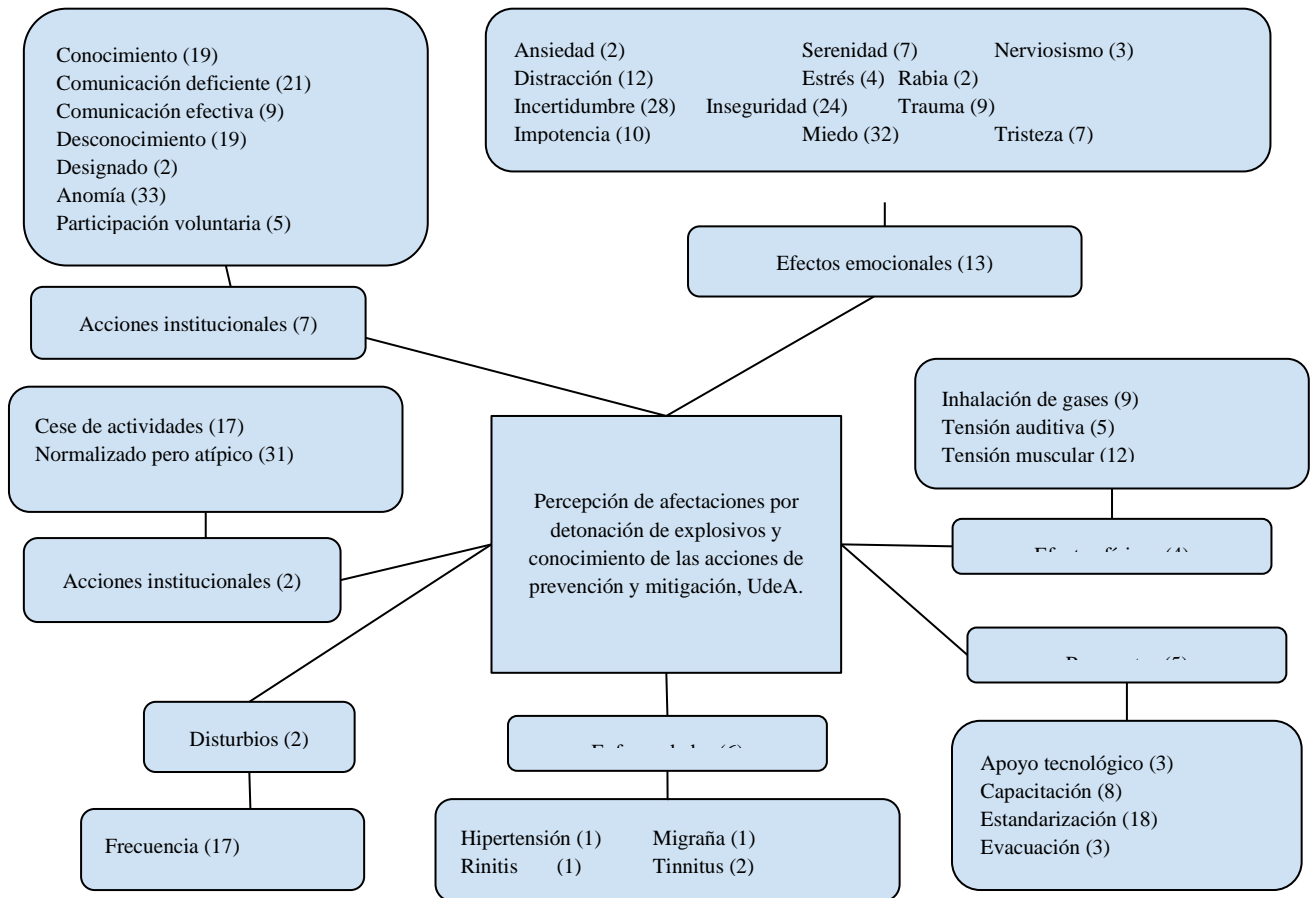 Conocimiento (19)
Comunicación deficiente (21)
Comunicación efectiva (9)
Desconocimiento (19)
Designado (2)
Anomía (33)
Participación voluntaria (5)
Ansiedad (2) Serenidad (7) Nerviosismo (3)
Distracción (12) Estrés (4) Rabia (2)
Incertidumbre (28) Inseguridad (24) Trauma (9)
Impotencia (10) Miedo (32) Tristeza (7)
Efectos emocionales (13)
Acciones institucionales (7)
Cese de actividades (17)
Normalizado pero atípico (31)
Inhalación de gases (9)
Tensión auditiva (5)
Tensión muscular (12)
Percepción de afectaciones por
detonación de explosivos y
conocimiento de las acciones de
prevención y mitigación, UdeA.
Acciones institucionales (2)
Disturbios (2)
Frecuencia (17)
Hipertensión (1) Migraña (1)
Rinitis (1) Tinnitus (2)
Apoyo tecnológico (3)
Capacitación (8)
Estandarización (18)
Evacuación (3)